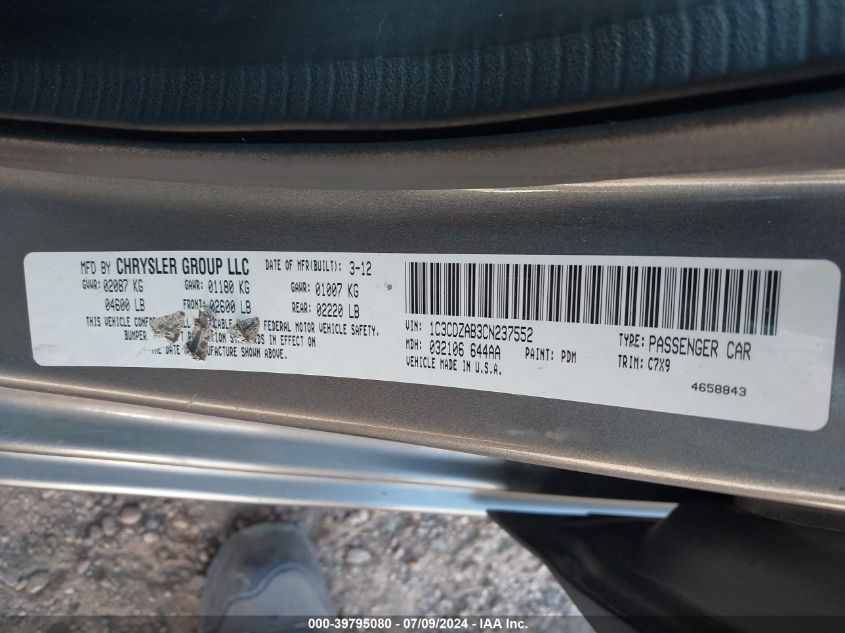 MFD BY CHRYSLER GROUP LLC DATE OF MFR(BUILT): 3-12
GVWR: 02087 KG GAWR: 01180 KG GAWR: 01007 KG
04600 LB FRONT: 02600 LB REAR: 02220 LB
THIS VEHICLE FEDERAL MOTOR VEHICLE SAFETY,
BUMPER IN EFFECT ON
DATE SHOWN ABOVE.
VIN: 1C3CDZAB3CN237552 TYPE: PASSENGER CAR
MDH: 032106 644AA PAINT: PDM TRIM: C7X9
VEHICLE MADE IN U.S.A. 4658843
000-39795080 - 07/09/2024 - IAA Inc.